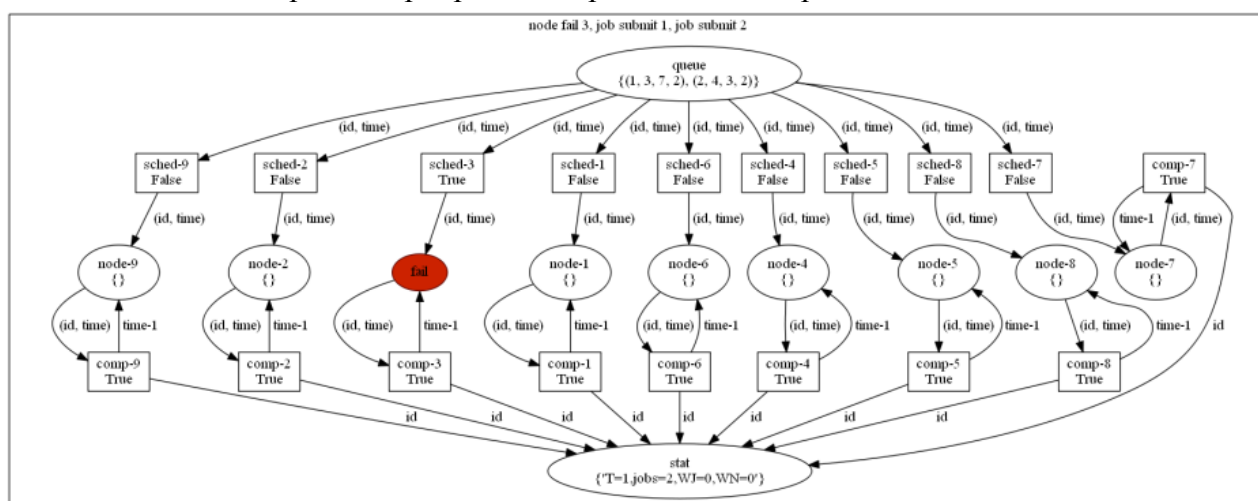 node fail 3, job submit 1, job submit 2
queue
{(1, 3, 7, 2), (2, 4, 3, 2)}
(id, time)
(id, time)
(id, time)
(id, time)
(id, time)
(id, time)
(id, time)
(id, time)
(id, time)
sched-9
False
sched-2
False
sched-3
True
sched-1
False
sched-6
False
sched-4
False
sched-5
False
sched-8
False
sched-7
False
comp-7
True
(id, time)
(id, time)
(id, time)
(id, time)
(id, time)
(id, time)
(id, time)
(id, time)
(id, time)
time-1
(id, time)
node-9
{}
node-2
{}
fail
node-1
{}
node-6
{}
node-4
{}
node-5
{}
node-8
{}
node-7
{}
(id, time)
time-1
(id, time)
time-1
(id, time)
time-1
(id, time)
time-1
(id, time)
time-1
(id, time)
time-1
(id, time)
time-1
(id, time)
time-1
id
comp-9
True
comp-2
True
comp-3
True
comp-1
True
comp-6
True
comp-4
True
comp-5
True
comp-8
True
id
id
id
id
id
id
id
id
stat
{'T=1,jobs=2,WJ=0,WN=0'}